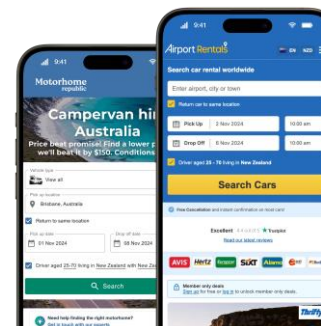 9:41
Motorhome
republic
Campervan hi
Australia
Price beat promise! Find a lower p
we'll beat it by $150. Conditions
Vehicle type
View all
Pick up location
Brisbane, Australia
Return to same location
Pick up date
Drop off date
01 Nov 2024
08 Nov 2024
Driver aged 25-70 living in New Zealand with New Ze
Search
Need help finding the right motorhome?
Get in touch with our experts
9:41
Airport Rentals
EN
NZD
Search car rental worldwide
Enter airport, city or town
Return car to same location
Pick Up
2 Nov 2024
10:00 am
Drop Off
6 Nov 2024
10:00 am
Driver aged 25 - 70 living in New Zealand
Search Cars
Free Cancellation and instant confirmation on most cars
Excellent
Trustpilot
Read our latest reviews
AVIS
Hertz
SIXT
Alamo
Member only deals
Sign up for free or log in to unlock member only deals.
Thrifty